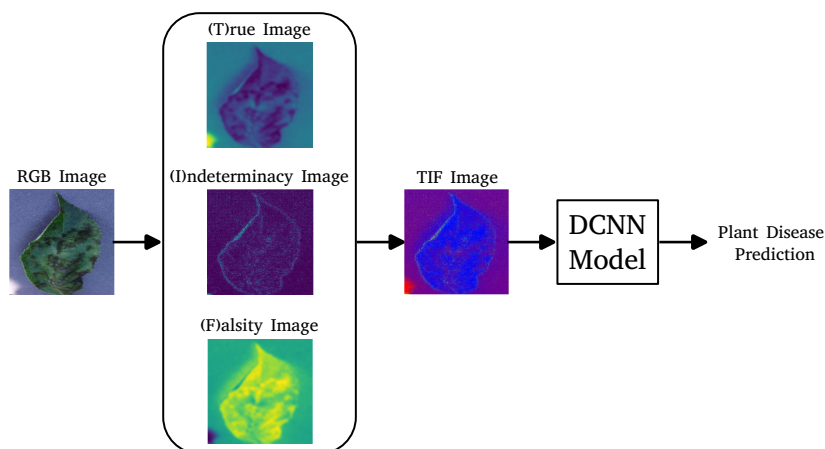 (T)rue Image
RGB Image
(I)ndeterminacy Image
(F)alsity Image
TIF Image
DCNN
Model
Plant Disease
Prediction